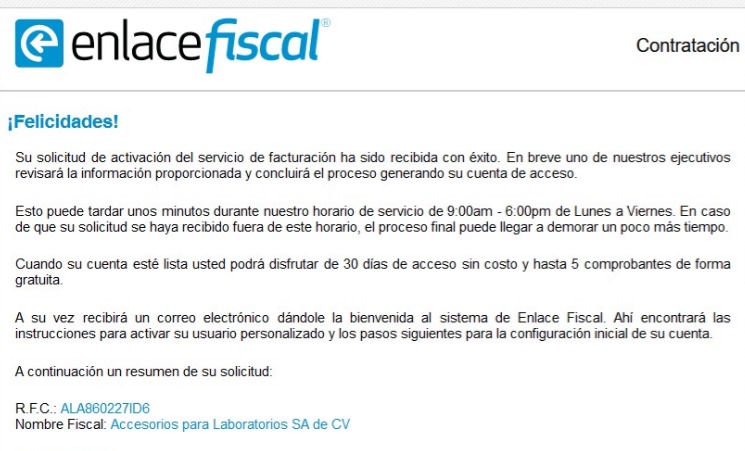 enlacefiscal®
Contratación
¡Felicidades!
Su solicitud de activación del servicio de facturación ha sido recibida con éxito. En breve uno de nuestros ejecutivos
revisará la información proporcionada y concluirá el proceso generando su cuenta de acceso.
Esto puede tardar unos minutos durante nuestro horario de servicio de 9:00am - 6:00pm de Lunes a Viernes. En caso
de que su solicitud se haya recibido fuera de este horario, el proceso final puede llegar a demorar un poco más tiempo.
Cuando su cuenta esté lista usted podrá disfrutar de 30 días de acceso sin costo y hasta 5 comprobantes de forma
gratuita.
A su vez recibirá un correo electrónico dándole la bienvenida al sistema de Enlace Fiscal. Ahí encontrará las
instrucciones para activar su usuario personalizado y los pasos siguientes para la configuración inicial de su cuenta.
A continuación un resumen de su solicitud:
R.F.C.: ALA860227ID6
Nombre Fiscal: Accesorios para Laboratorios SA de CV